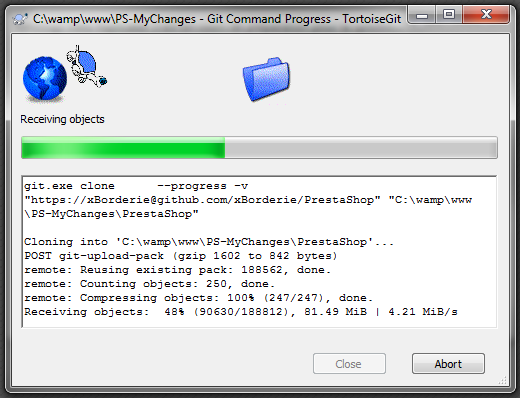 C:\wamp\www\PS-MyChanges - Git Command Progress - TortoiseGit
Receiving objects
git.exe clone      --progress -v
"https://xBorderie@github.com/xBorderie/PrestaShop" "C:\wamp\www
\PS-MyChanges\PrestaShop"
Cloning into 'C:\wamp\www\PS-MyChanges\PrestaShop'...
POST git-upload-pack (gzip 1602 to 842 bytes)
remote: Reusing existing pack: 188562, done.
remote: Counting objects: 250, done.
remote: Compressing objects: 100% (247/247), done.
Receiving objects:  48% (90630/188812), 81.49 MiB | 4.21 MiB/s
Close Abort